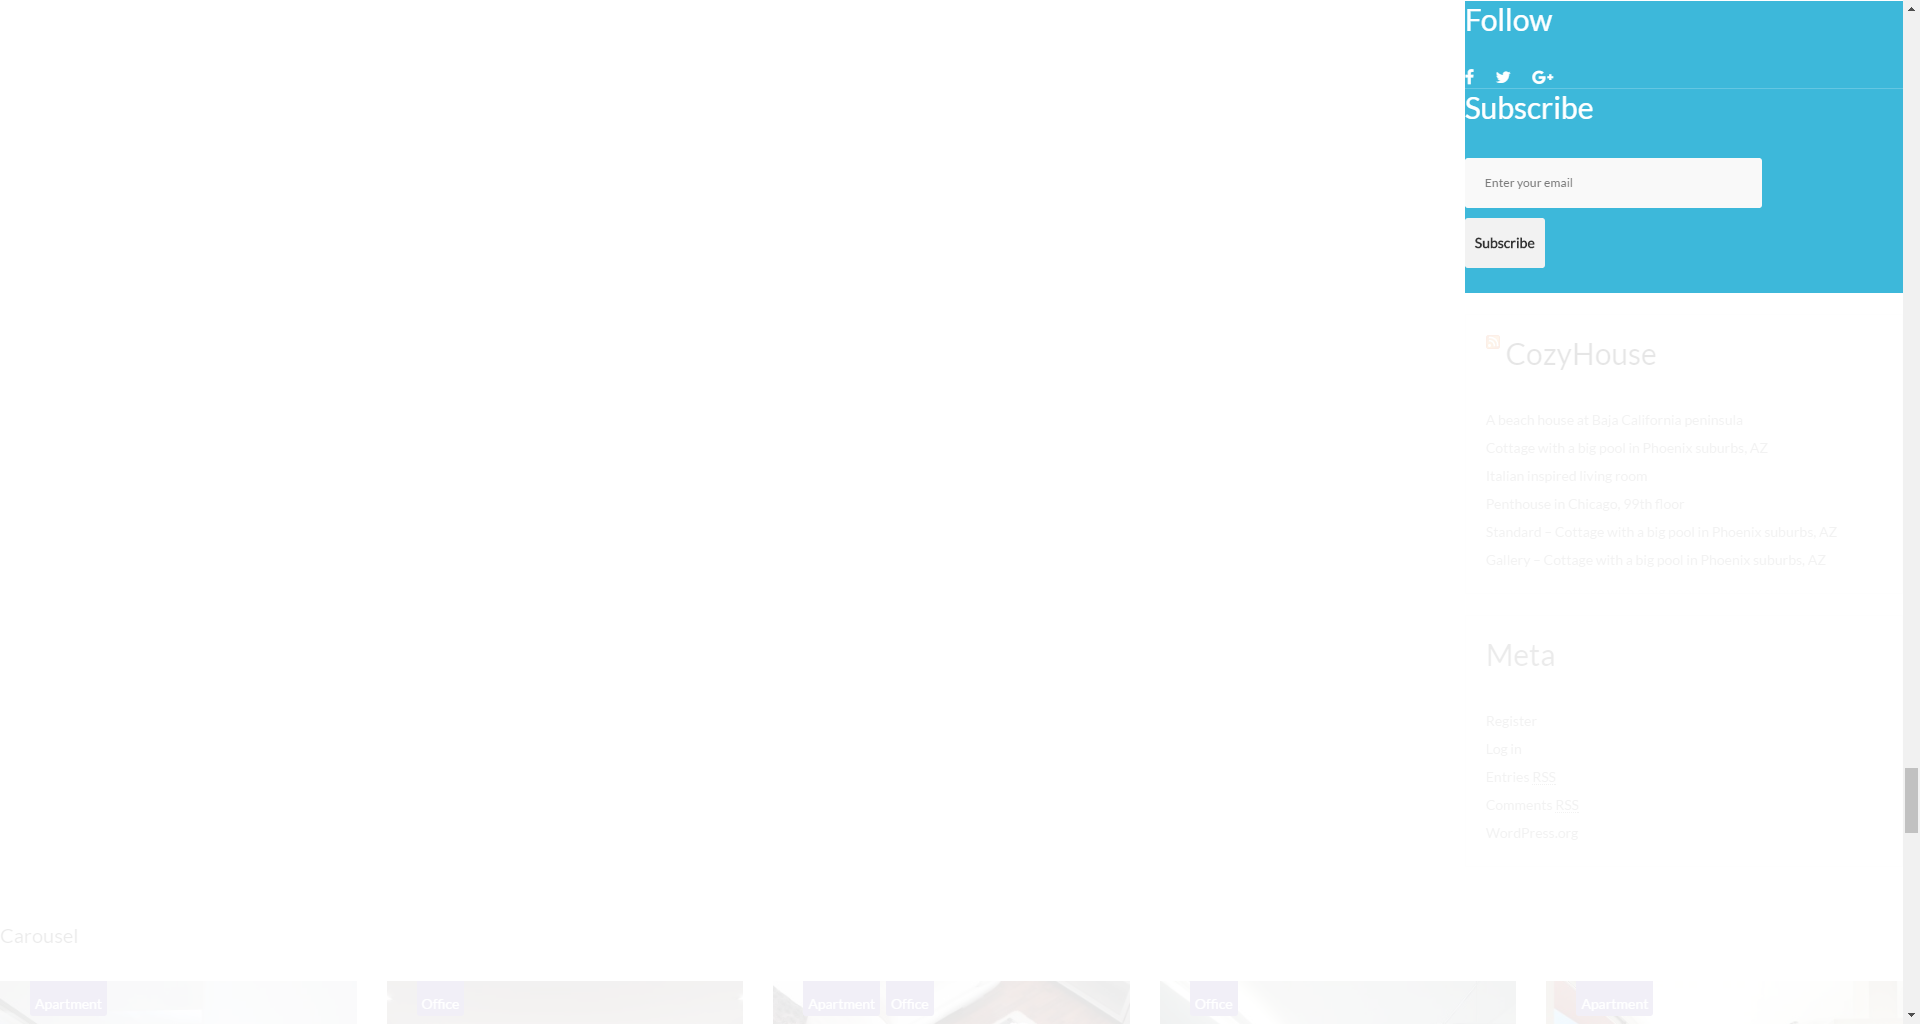 Follow
Subscribe
Enter your email
Subscribe
CozyHouse
A beach house at Baja California peninsula
Cottage with a big pool in Phoenix suburbs, AZ
Italian inspired living room
Penthouse in Chicago, 99th floor
Standard – Cottage with a big pool in Phoenix suburbs, AZ
Gallery – Cottage with a big pool in Phoenix suburbs, AZ
Meta
Register
Log in
Entries RSS
Comments RSS
WordPress.org
Carousel
Apartment Office Apartment Office Office Apartment